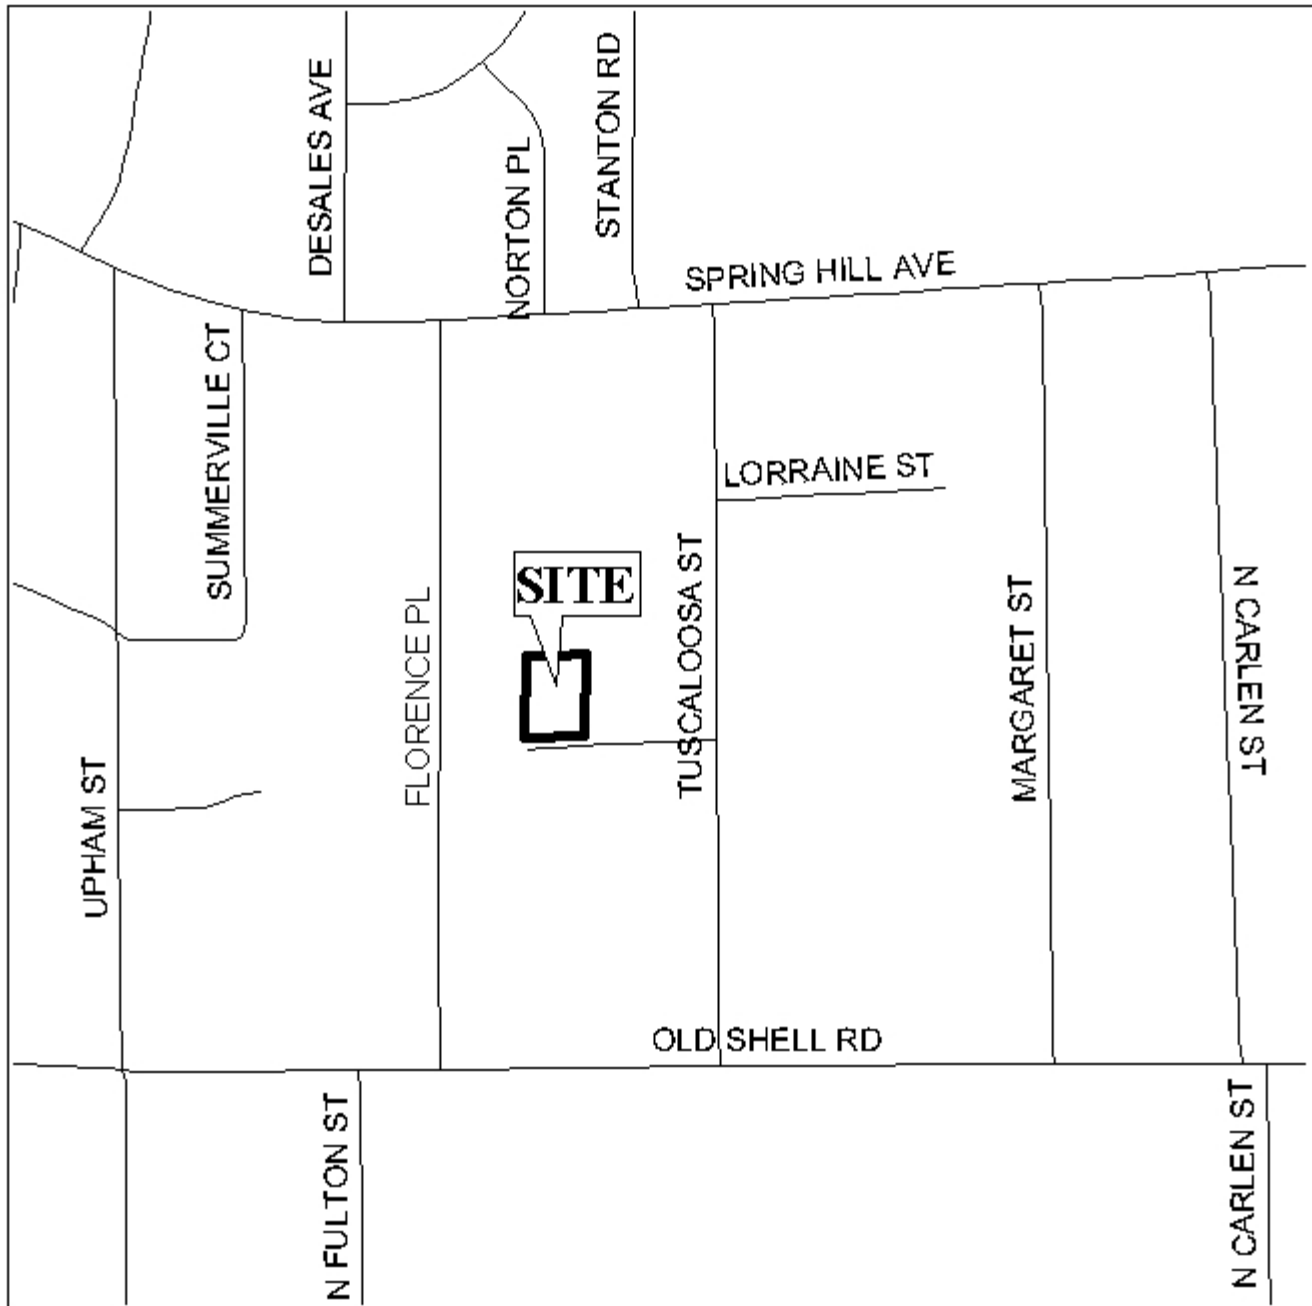 DESALES AVE
NORTON PL
STANTON RD
SPRING HILL AVE
SUMMERVILLE CT
LORRAINE ST
SITE
FLORENCE PL
TUSCALOOSA ST
MARGARET ST
N CARLEN ST
UPHAM ST
OLD SHELL RD
N FULTON ST
N CARLEN ST